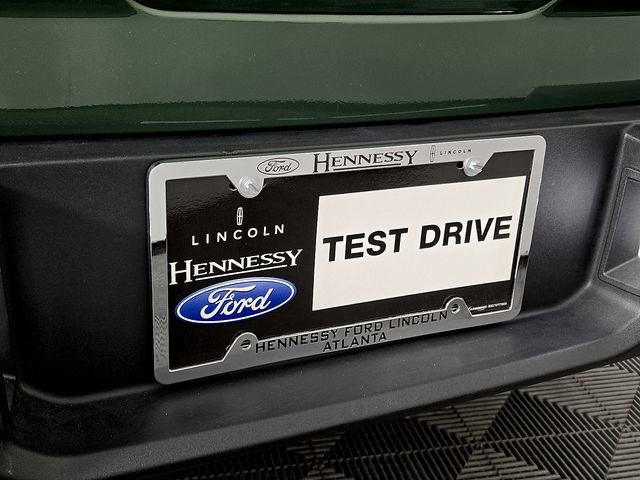 Ford HENNESSY LINCOLN
LINCOLN
HENNESSY
Ford
TEST DRIVE
HENNESSY FORD LINCOLN
ATLANTA